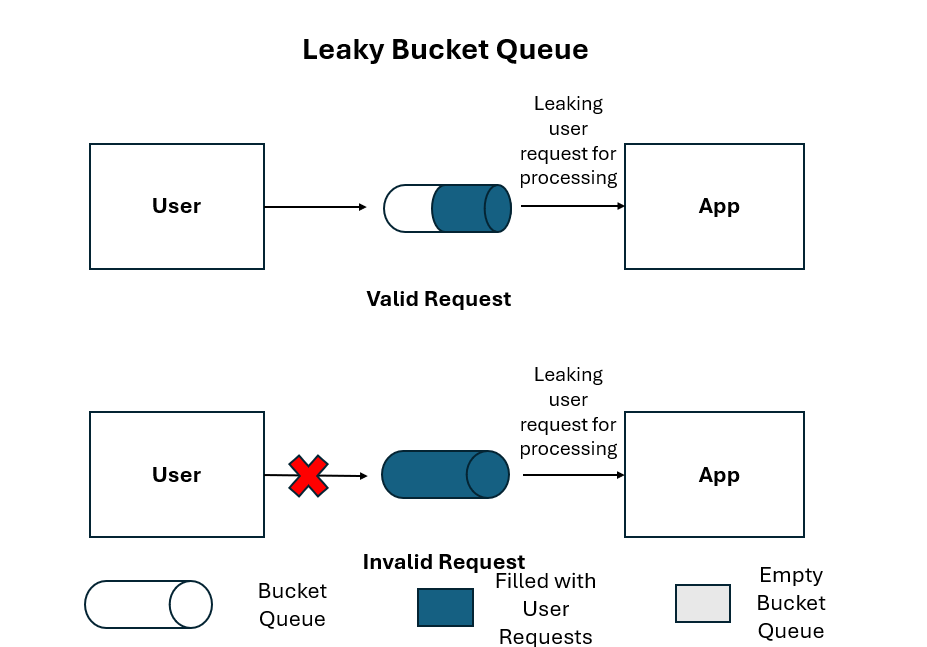 Leaky Bucket Queue
Leaking
user
request for
processing
User
App
Valid Request
Leaking
user
request for
processing
User
App
Invalid Request
Bucket
Queue
Filled with
User
Requests
Empty
Bucket
Queue